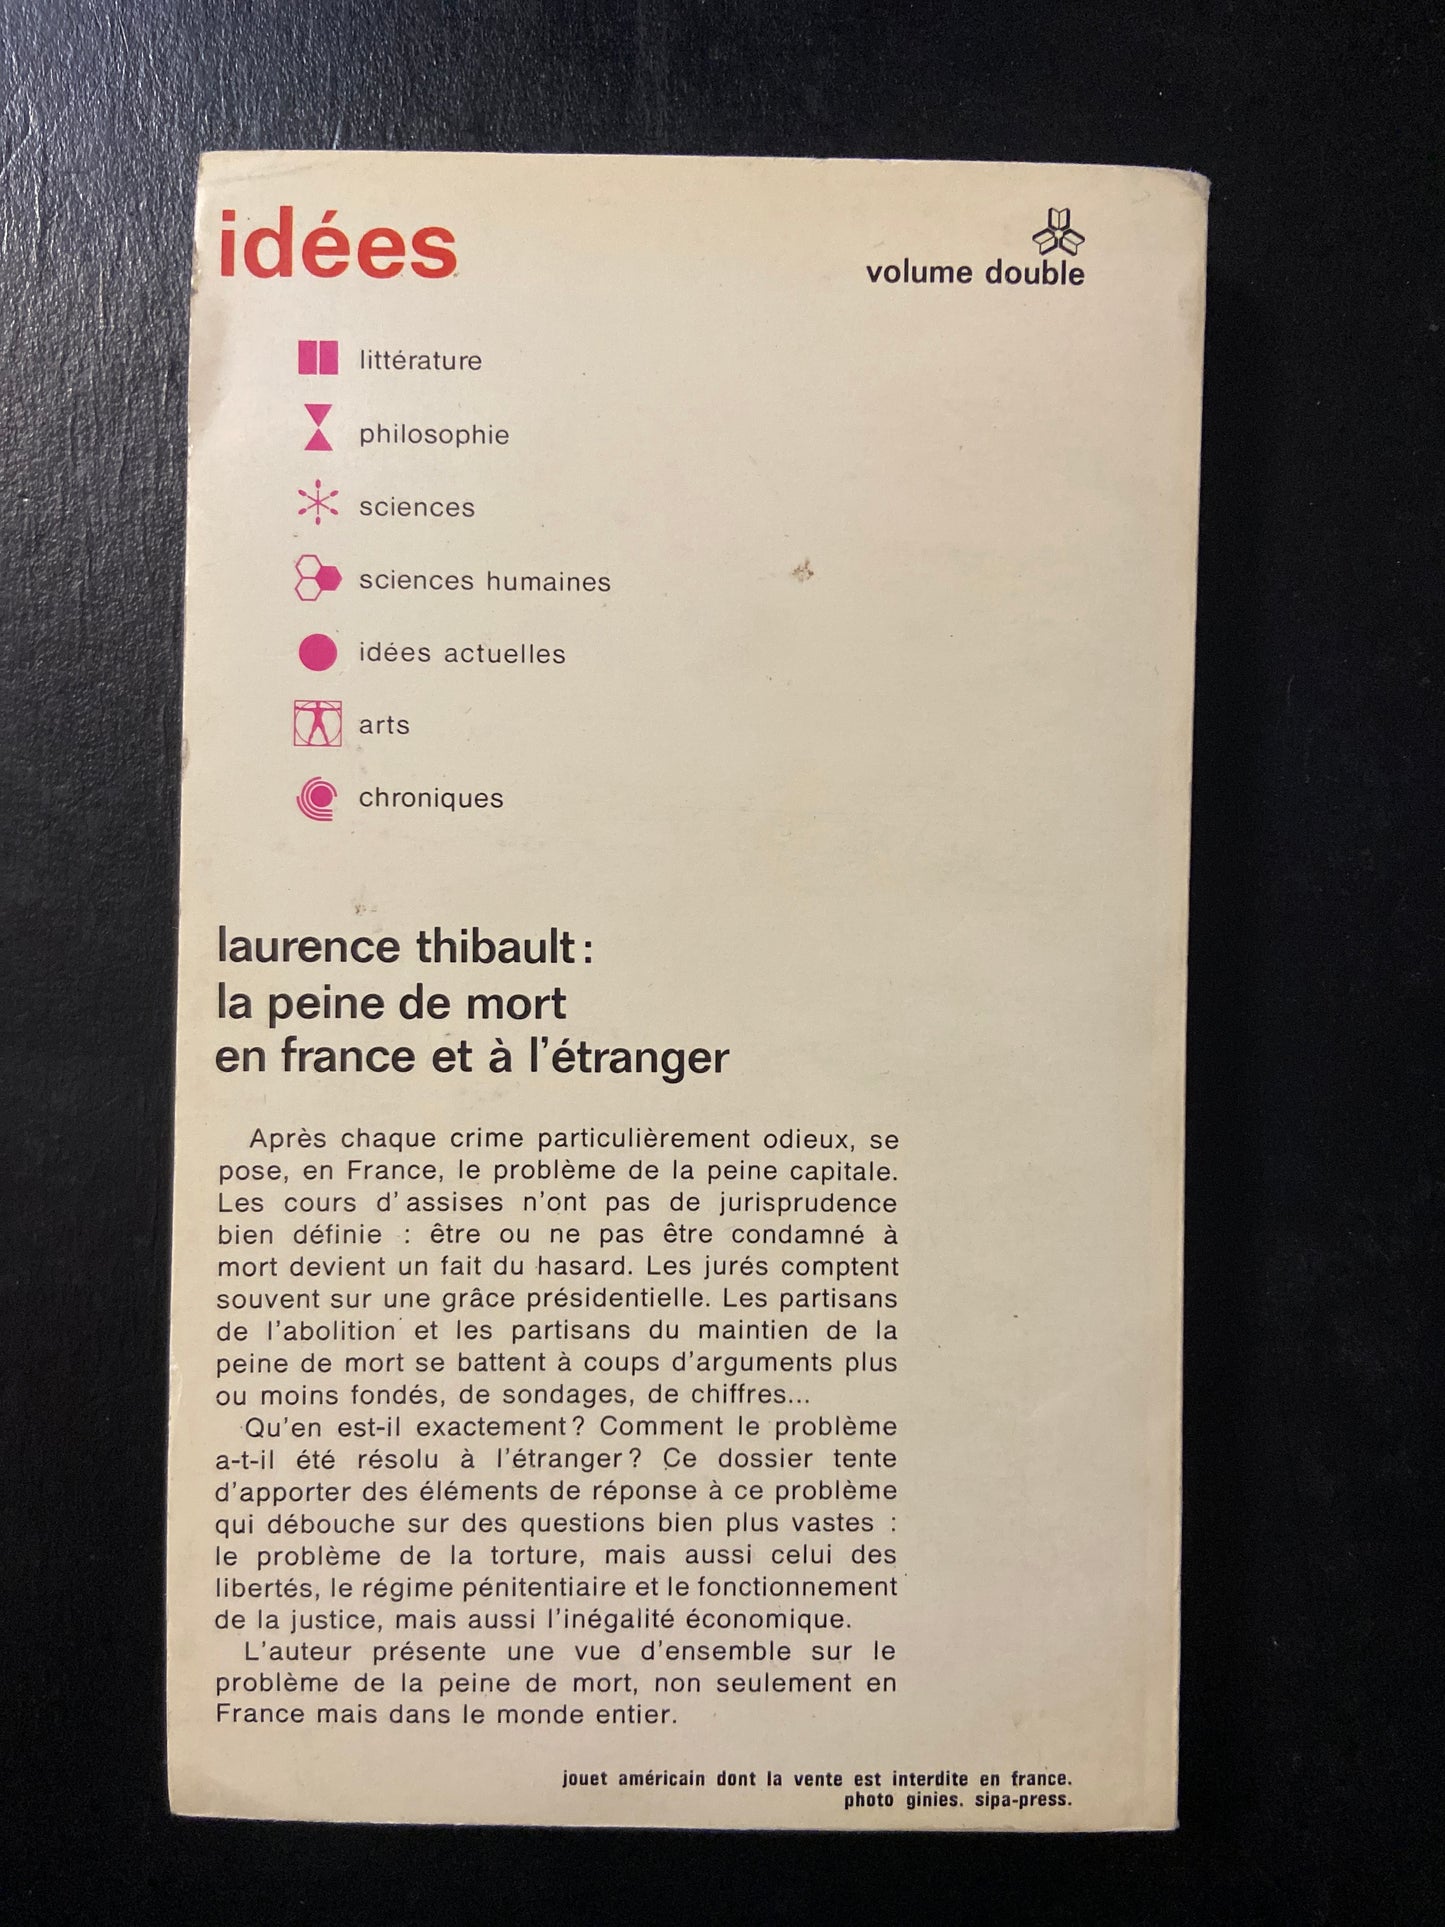 idées
volume double
littérature
philosophie
sciences
sciences humaines
idées actuelles
arts
chroniques
laurence thibault :
la peine de mort
en france et à l'étranger
Après chaque crime particulièrement odieux, se
pose, en France, le problème de la peine capitale.
Les cours d'assises n'ont pas de jurisprudence
bien définie : être ou ne pas être condamné à
mort devient un fait du hasard. Les jurés comptent
souvent sur une grâce présidentielle. Les partisans
de l'abolition et les partisans du maintien de la
peine de mort se battent à coups d'arguments plus
ou moins fondés, de sondages, de chiffres...
Qu'en est-il exactement ? Comment le problème
a-t-il été résolu à l'étranger ? Ce dossier tente
d'apporter des éléments de réponse à ce problème
qui débouche sur des questions bien plus vastes :
le problème de la torture, mais aussi celui des
libertés, le régime pénitentiaire et le fonctionnement
de la justice, mais aussi l'inégalité économique.
L'auteur présente une vue d'ensemble sur le
problème de la peine de mort, non seulement en
France mais dans le monde entier.
jouet américain dont la vente est interdite en france.
photo ginies. sipa-press.